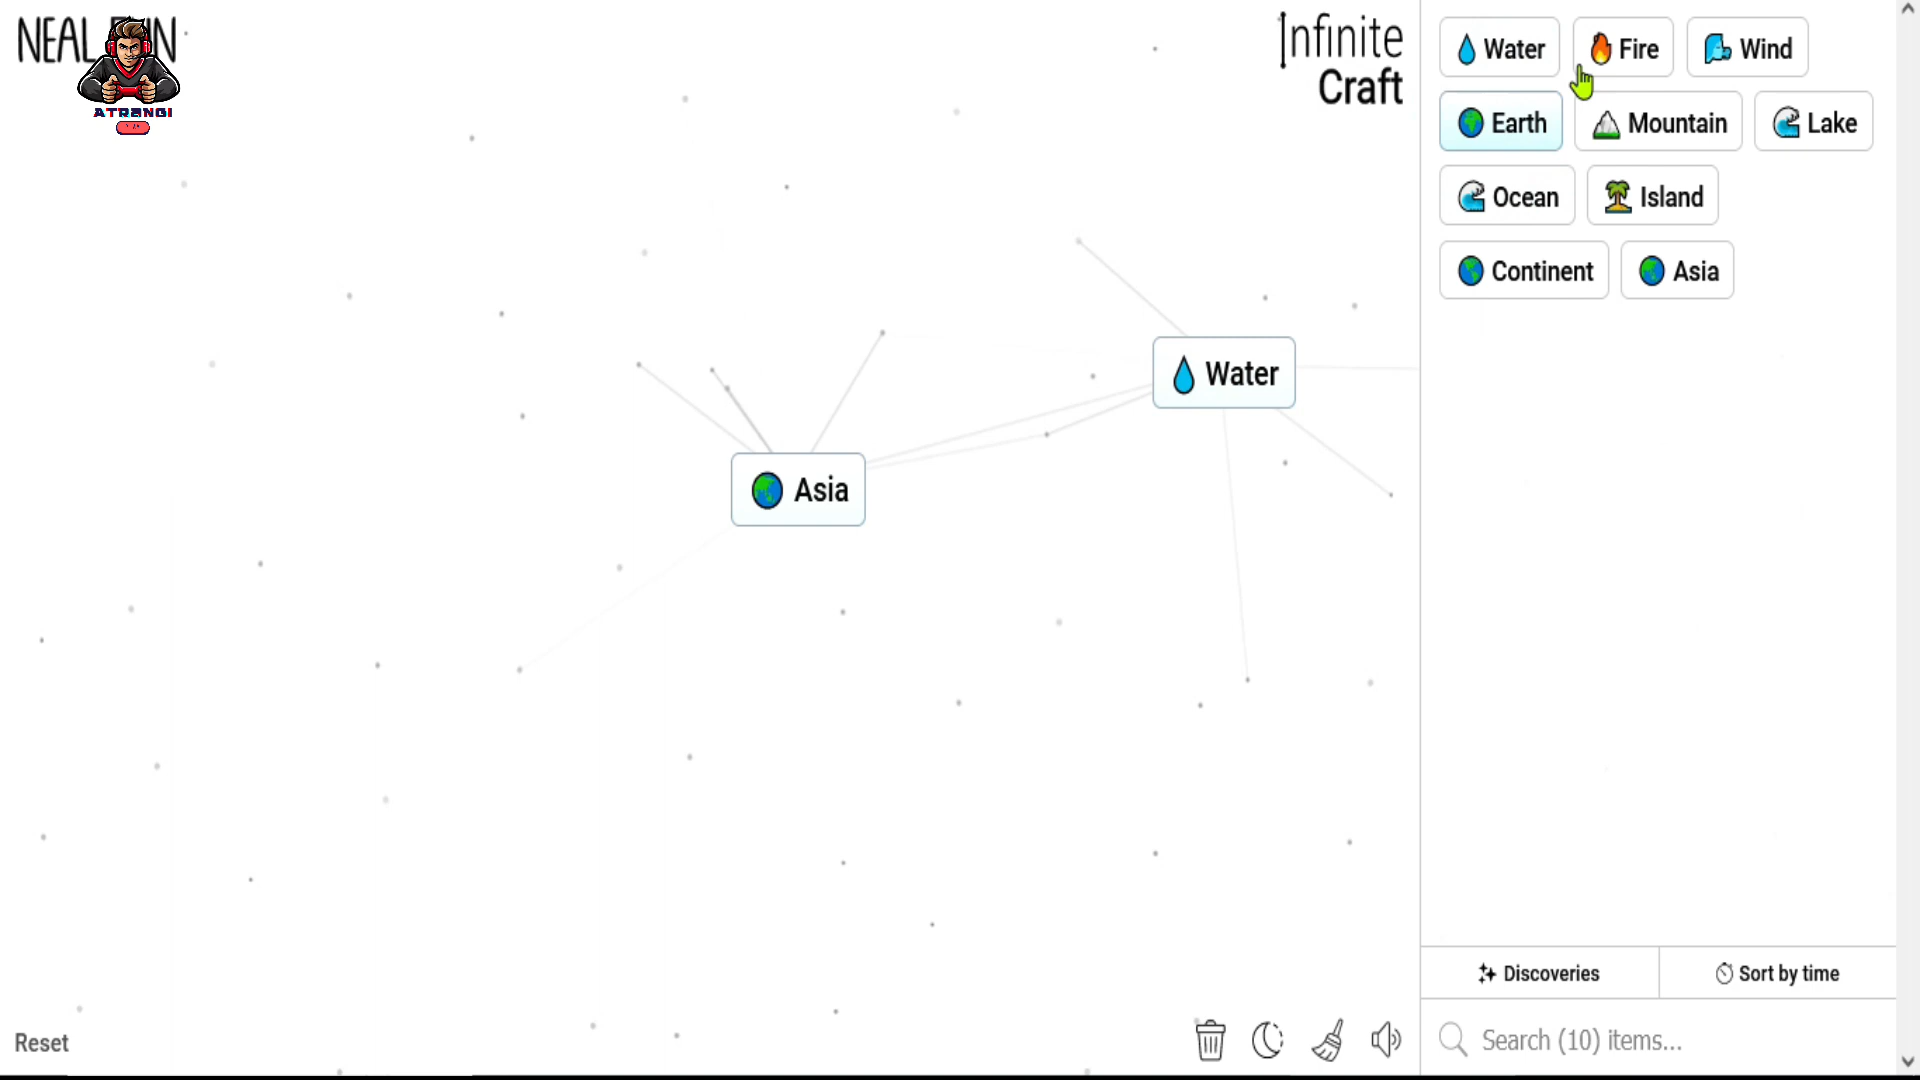 NEAL FUN
ATRANGI
Infinite
Craft
Water
Fire
Wind
Earth
Mountain
Lake
Ocean
Island
Continent
Asia
Water
Asia
Discoveries
Sort by time
Search (10) items...
Reset